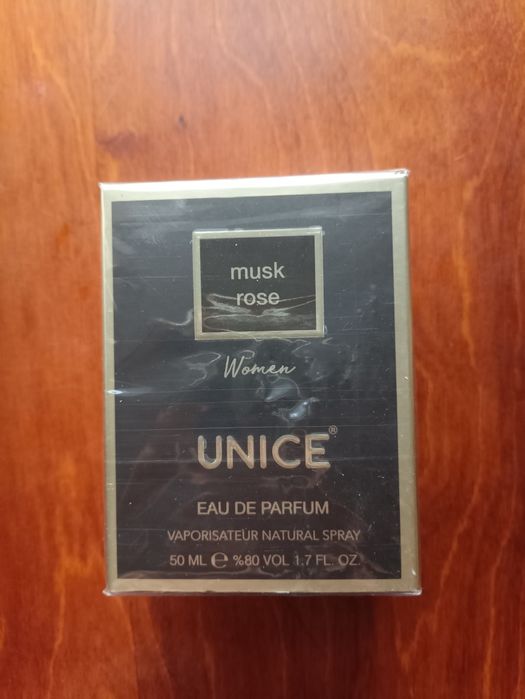 musk
rose
Women
UNICE®
EAU DE PARFUM
VAPORISATEUR NATURAL SPRAY
50 ML ℮ %80 VOL 1.7 FL. OZ.